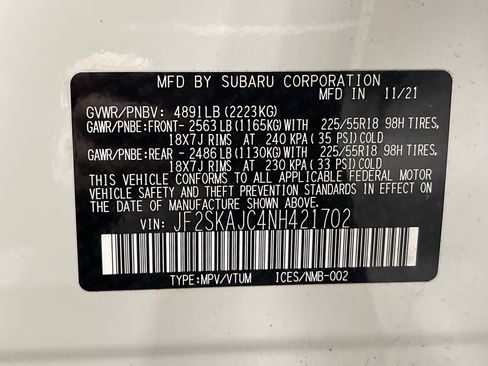 MFD BY SUBARU CORPORATION
MFD IN 11/21
GVWR/PNBV: 4891LB(2223KG)
GAWR/PNBE:FRONT- 2563LB(1165KG)WITH 225/55R18 98H TIRES,
18X7J RIMS AT 240 KPA(35 PSI)COLD
GAWR/PNBE:REAR - 2486LB(1130KG)WITH 225/55R18 98H TIRES,
18X7J RIMS AT 230 KPA(33 PSI)COLD
THIS VEHICLE CONFORMS TO ALL APPLICABLE FEDERAL MOTOR
VEHICLE SAFETY AND THEFT PREVENTION STANDARDS IN EFFECT
ON THE DATE OF MANUFACTURE SHOWN ABOVE.
VIN: JF2SKAJC4NH421702
TYPE:MPV/VTUM ICES/NMB-002